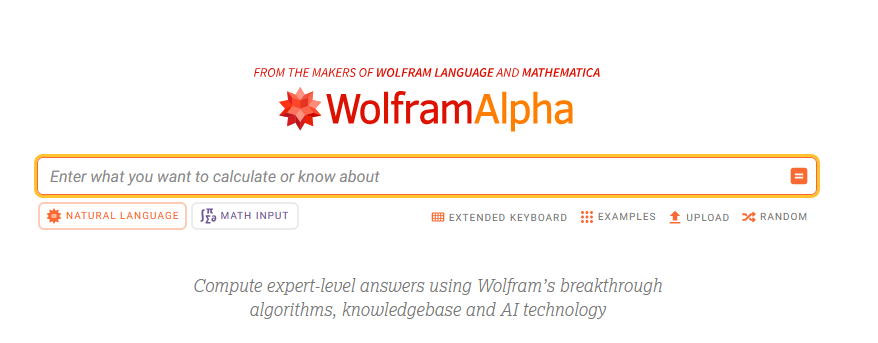 FROM THE MAKERS OF WOLFRAM LANGUAGE AND MATHEMATICA
WolframAlpha
Enter what you want to calculate or know about
NATURAL LANGUAGE MATH INPUT EXTENDED KEYBOARD EXAMPLES UPLOAD RANDOM
Compute expert-level answers using Wolfram’s breakthrough
algorithms, knowledgebase and AI technology